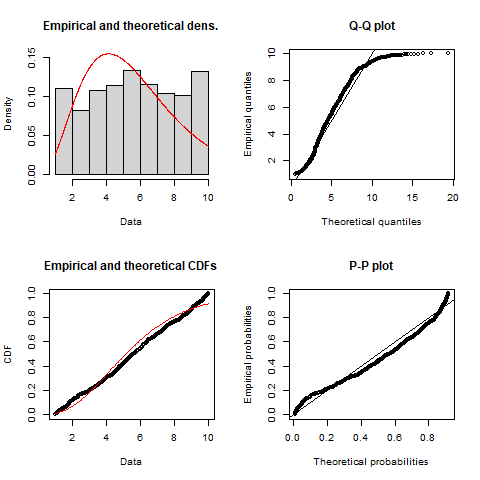 Empirical and theoretical dens.
Density
0.00 0.05 0.10 0.15
2 4 6 8 10
Data
Q-Q plot
Empirical quantiles
2 4 6 8 10
0 5 10 15 20
Theoretical quantiles
Empirical and theoretical CDFs
CDF
0.0 0.2 0.4 0.6 0.8 1.0
2 4 6 8 10
Data
P-P plot
Empirical probabilities
0.0 0.2 0.4 0.6 0.8 1.0
0.0 0.2 0.4 0.6 0.8
Theoretical probabilities